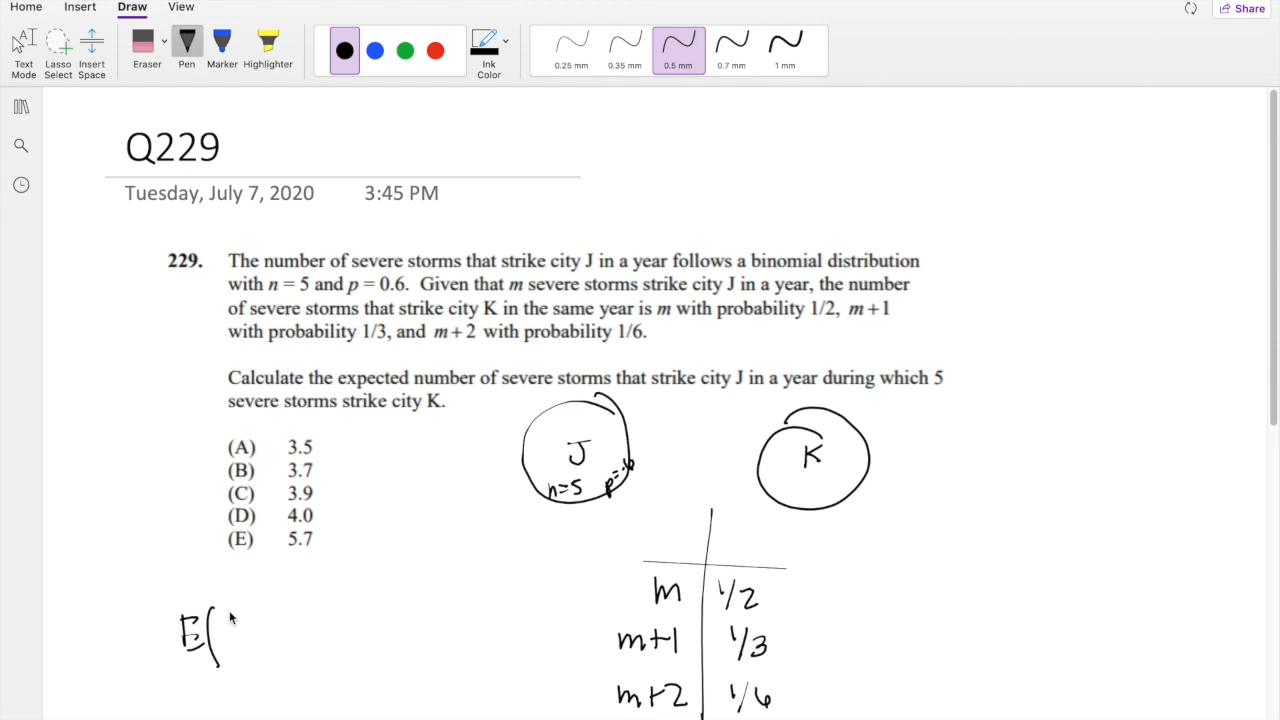 Home Insert Draw View Share
Text Mode Lasso Select Insert Space Eraser Pen Marker Highlighter Ink Color 0.25 mm 0.35 mm 0.5 mm 0.7 mm 1 mm
Q229
Tuesday, July 7, 2020 3:45 PM
229. The number of severe storms that strike city J in a year follows a binomial distribution
with n = 5 and p = 0.6. Given that m severe storms strike city J in a year, the number
of severe storms that strike city K in the same year is m with probability 1/2, m+1
with probability 1/3, and m+2 with probability 1/6.
Calculate the expected number of severe storms that strike city J in a year during which 5
severe storms strike city K.
(A) 3.5
(B) 3.7
(C) 3.9
(D) 4.0
(E) 5.7
J
n=5 p=.6
K
m 1/2
m+1 1/3
m+2 1/6
E(